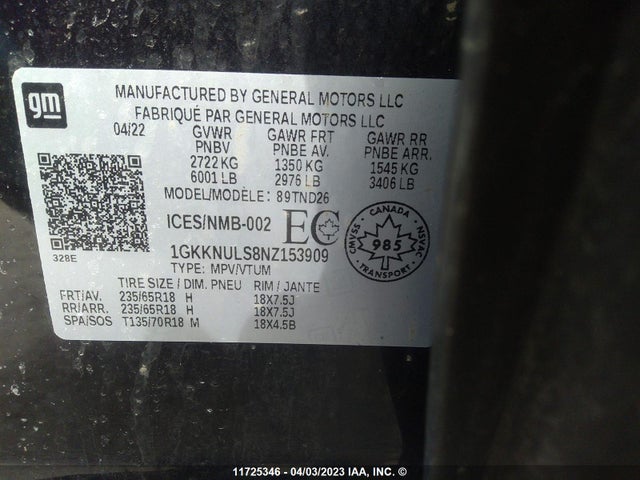 gm
MANUFACTURED BY GENERAL MOTORS LLC
FABRIQUÉ PAR GENERAL MOTORS LLC
04/22 GVWR GAWR FRT GAWR RR
PNBV PNBE AV. PNBE ARR.
2722 KG 1350 KG 1545 KG
6001 LB 2976 LB 3406 LB
MODEL/MODÈLE: 89TND26
ICES/NMB-002 EC
CANADA
CMVSS 985 NSVAC
TRANSPORT
328E
1GKKNULS8NZ153909
TYPE: MPV/VTUM
TIRE SIZE / DIM. PNEU RIM / JANTE
FRT/AV. 235/65R18 H 18X7.5J
RR/ARR. 235/65R18 H 18X7.5J
SPA/SOS T135/70R18 M 18X4.5B
11725346 - 04/03/2023 IAA, INC. ©